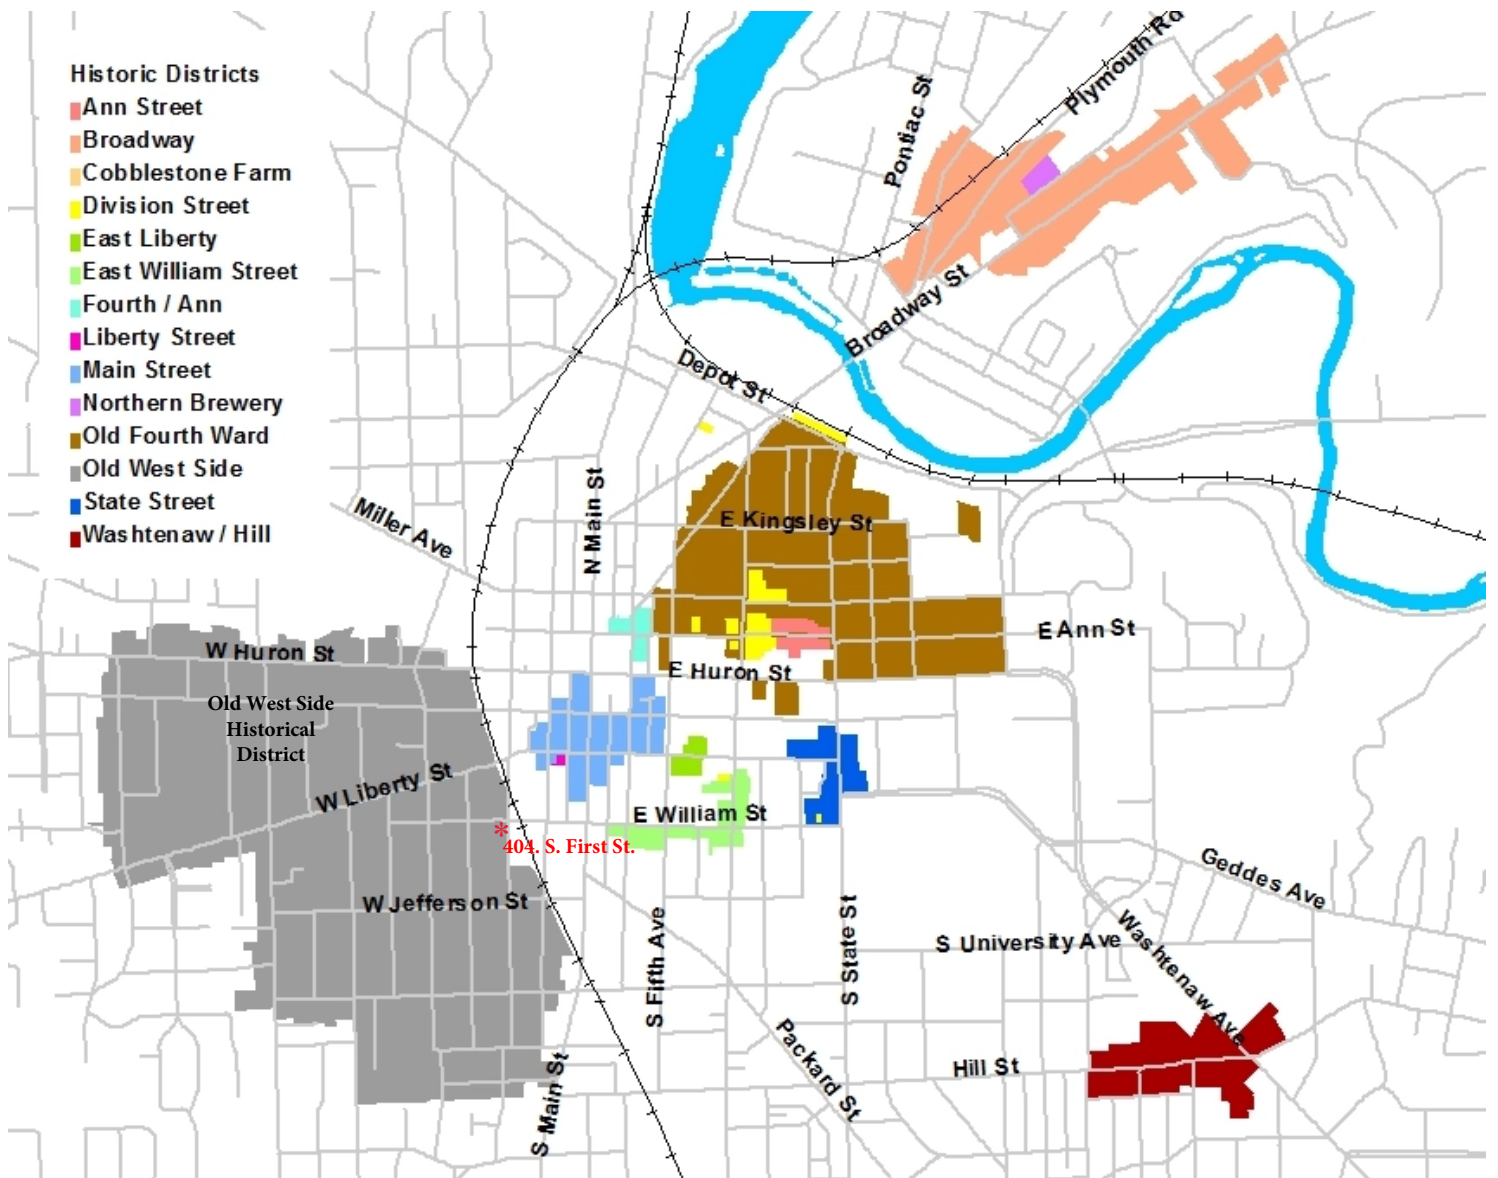 Historic Districts
Ann Street
Broadway
Cobblestone Farm
Division Street
East Liberty
East William Street
Fourth / Ann
Liberty Street
Main Street
Northern Brewery
Old Fourth Ward
Old West Side
State Street
Washtenaw / Hill
Plymouth Rd
Pontiac St
Broadway St
Depot St
N Main St
Miller Ave
E Kingsley St
E Ann St
W Huron St
E Huron St
Old West Side
Historical
District
W Liberty St
E William St
*
404. S. First St.
Geddes Ave
W Jefferson St
S Fifth Ave
S State St
S University Ave
Washtenaw Ave
Packard St
Hill St
S Main St